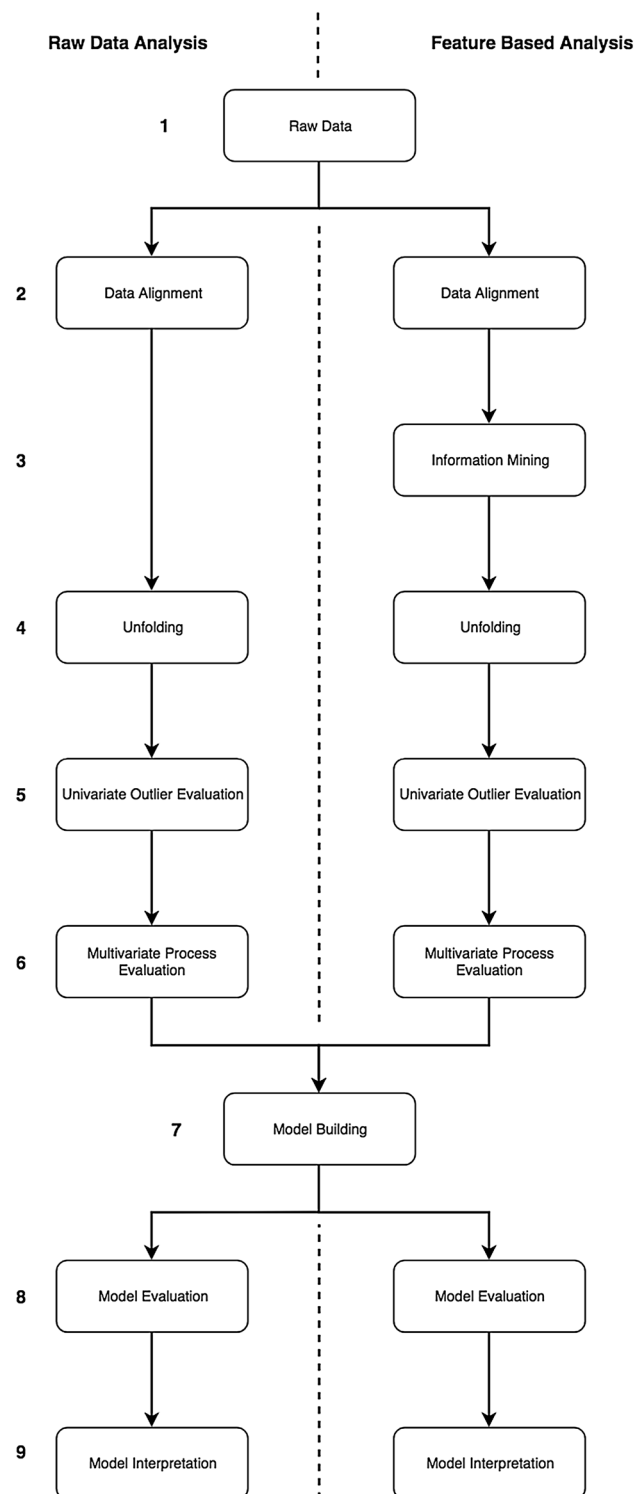 Raw Data Analysis
Feature Based Analysis
1
Raw Data
2
Data Alignment
Data Alignment
3
Information Mining
4
Unfolding
Unfolding
5
Univariate Outlier Evaluation
Univariate Outlier Evaluation
6
Multivariate Process
Evaluation
Multivariate Process
Evaluation
7
Model Building
8
Model Evaluation
Model Evaluation
9
Model Interpretation
Model Interpretation